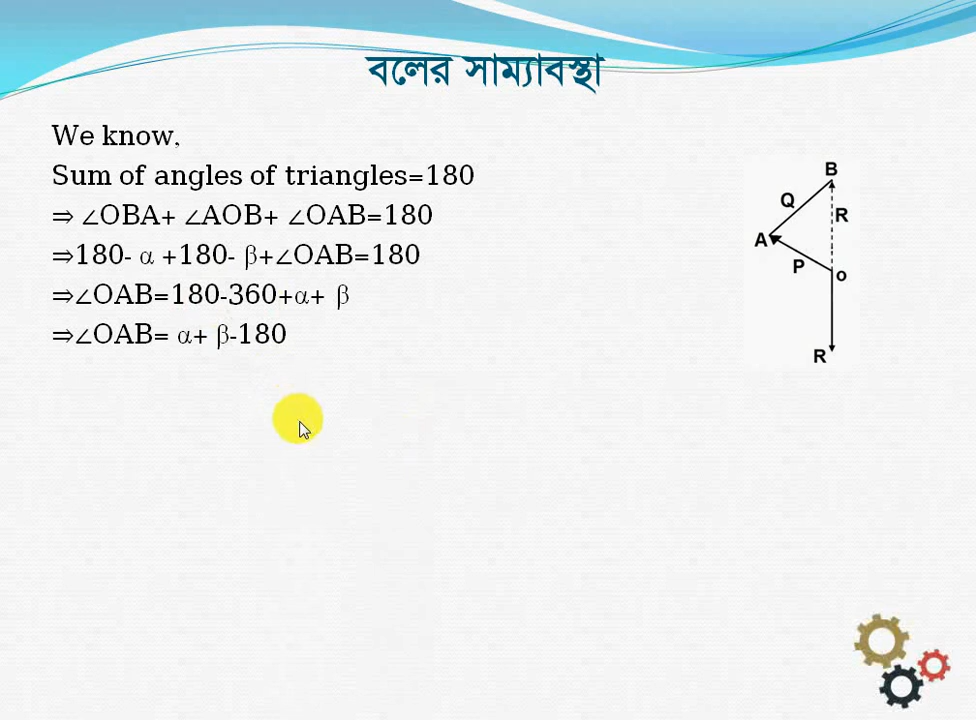 বলের সাম্যাবস্থা
We know,
Sum of angles of triangles=180
⇒ ∠OBA+ ∠AOB+ ∠OAB=180
⇒180- α +180- β+∠OAB=180
⇒∠OAB=180-360+α+ β
⇒∠OAB= α+ β-180
B
Q
R
A
P
o
R